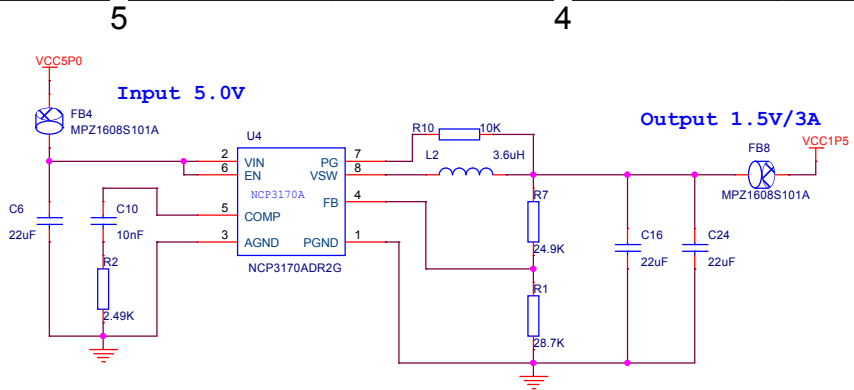 5 4
VCC5P0
Input 5.0V
FB4
MPZ1608S101A
U4
R10 10K
Output 1.5V/3A
VCC1P5
L2 3.6uH
FB8
MPZ1608S101A
2 VIN PG 7
6 EN VSW 8
NCP3170A
FB 4
5 COMP
3 AGND PGND 1
NCP3170ADR2G
C6
22uF
C10
10nF
R2
2.49K
R7
24.9K
C16
22uF
C24
22uF
R1
28.7K